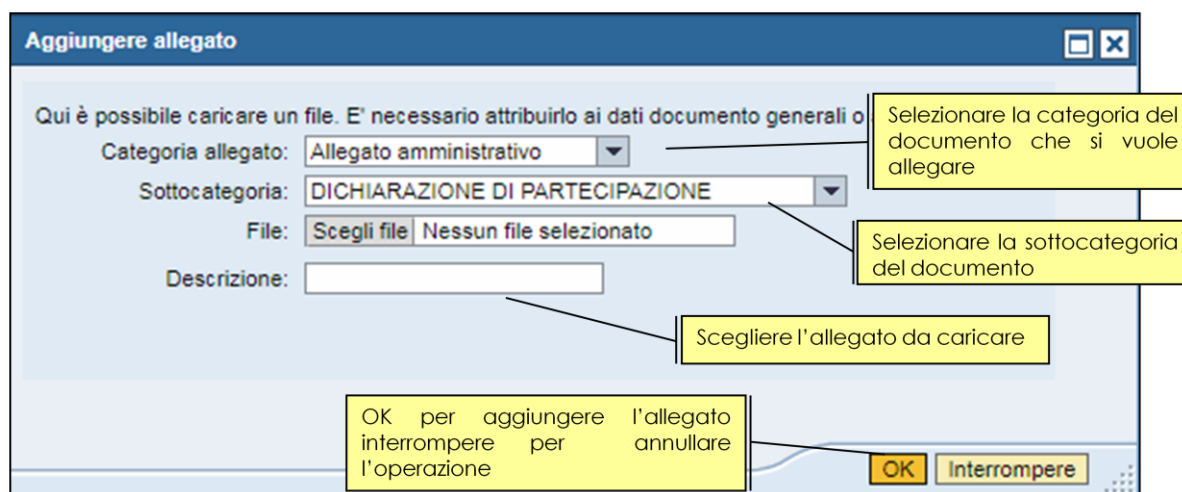 Aggiungere allegato
Qui è possibile caricare un file. E' necessario attribuirlo ai dati documento generali o
Selezionare la categoria del
documento che si vuole
allegare
Categoria allegato: Allegato amministrativo
Sottocategoria: DICHIARAZIONE DI PARTECIPAZIONE
File: Scegli file Nessun file selezionato
Selezionare la sottocategoria
del documento
Descrizione:
Scegliere l'allegato da caricare
OK per aggiungere l'allegato
interrompere per annullare
l'operazione
OK Interrompere